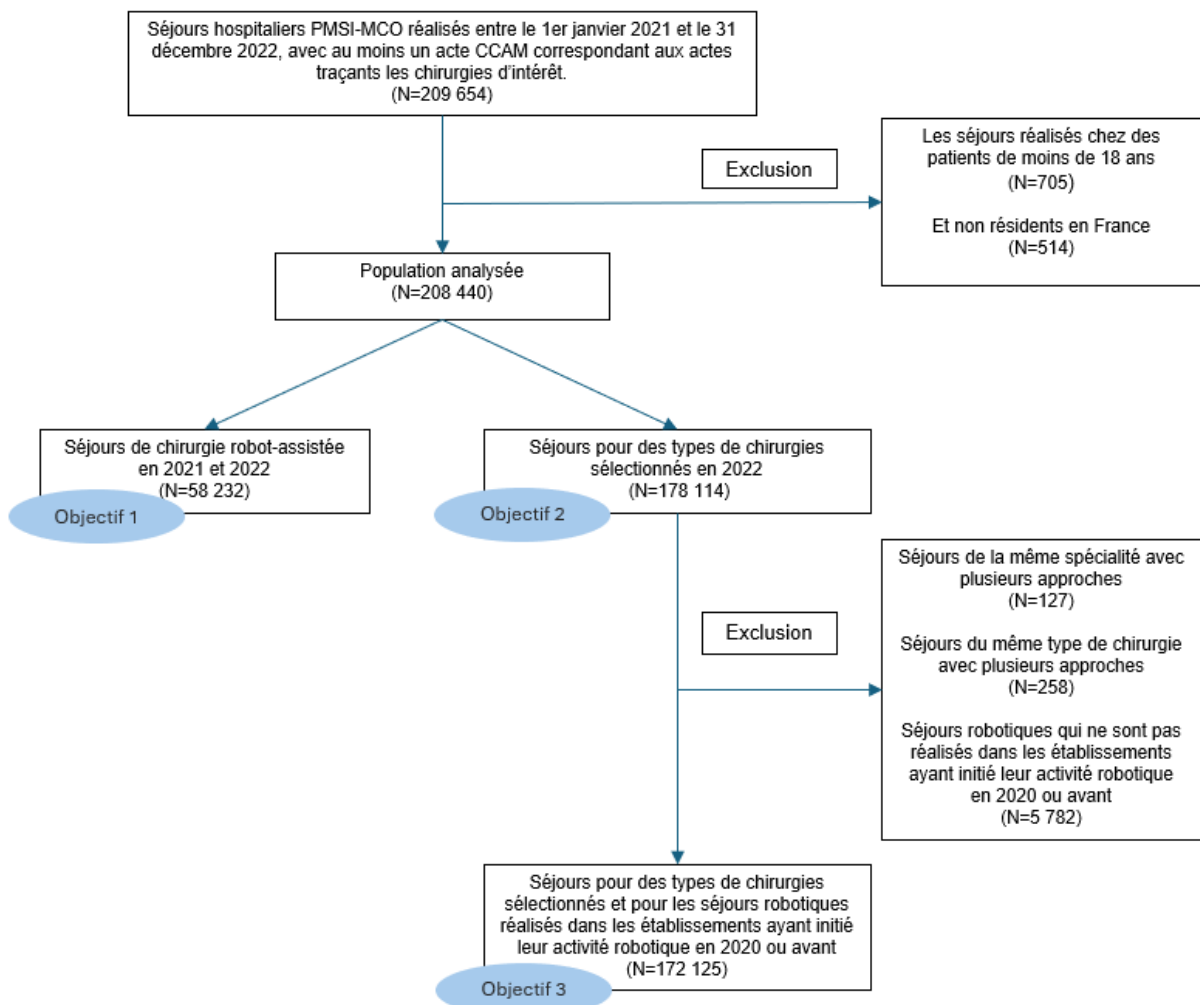 Séjours hospitaliers PMSI-MCO réalisés entre le 1er janvier 2021 et le 31
décembre 2022, avec au moins un acte CCAM correspondant aux actes
traçants les chirurgies d'intérêt.
(N=209 654)
Exclusion
Les séjours réalisés chez des
patients de moins de 18 ans
(N=705)
Et non résidents en France
(N=514)
Population analysée
(N=208 440)
Séjours de chirurgie robot-assistée
en 2021 et 2022
(N=58 232)
Objectif 1
Séjours pour des types de chirurgies
sélectionnés en 2022
(N=178 114)
Objectif 2
Exclusion
Séjours de la même spécialité avec
plusieurs approches
(N=127)
Séjours du même type de chirurgie
avec plusieurs approches
(N=258)
Séjours robotiques qui ne sont pas
réalisés dans les établissements
ayant initié leur activité robotique
en 2020 ou avant
(N=5 782)
Séjours pour des types de chirurgies
sélectionnés et pour les séjours robotiques
réalisés dans les établissements ayant initié
leur activité robotique en 2020 ou avant
(N=172 125)
Objectif 3